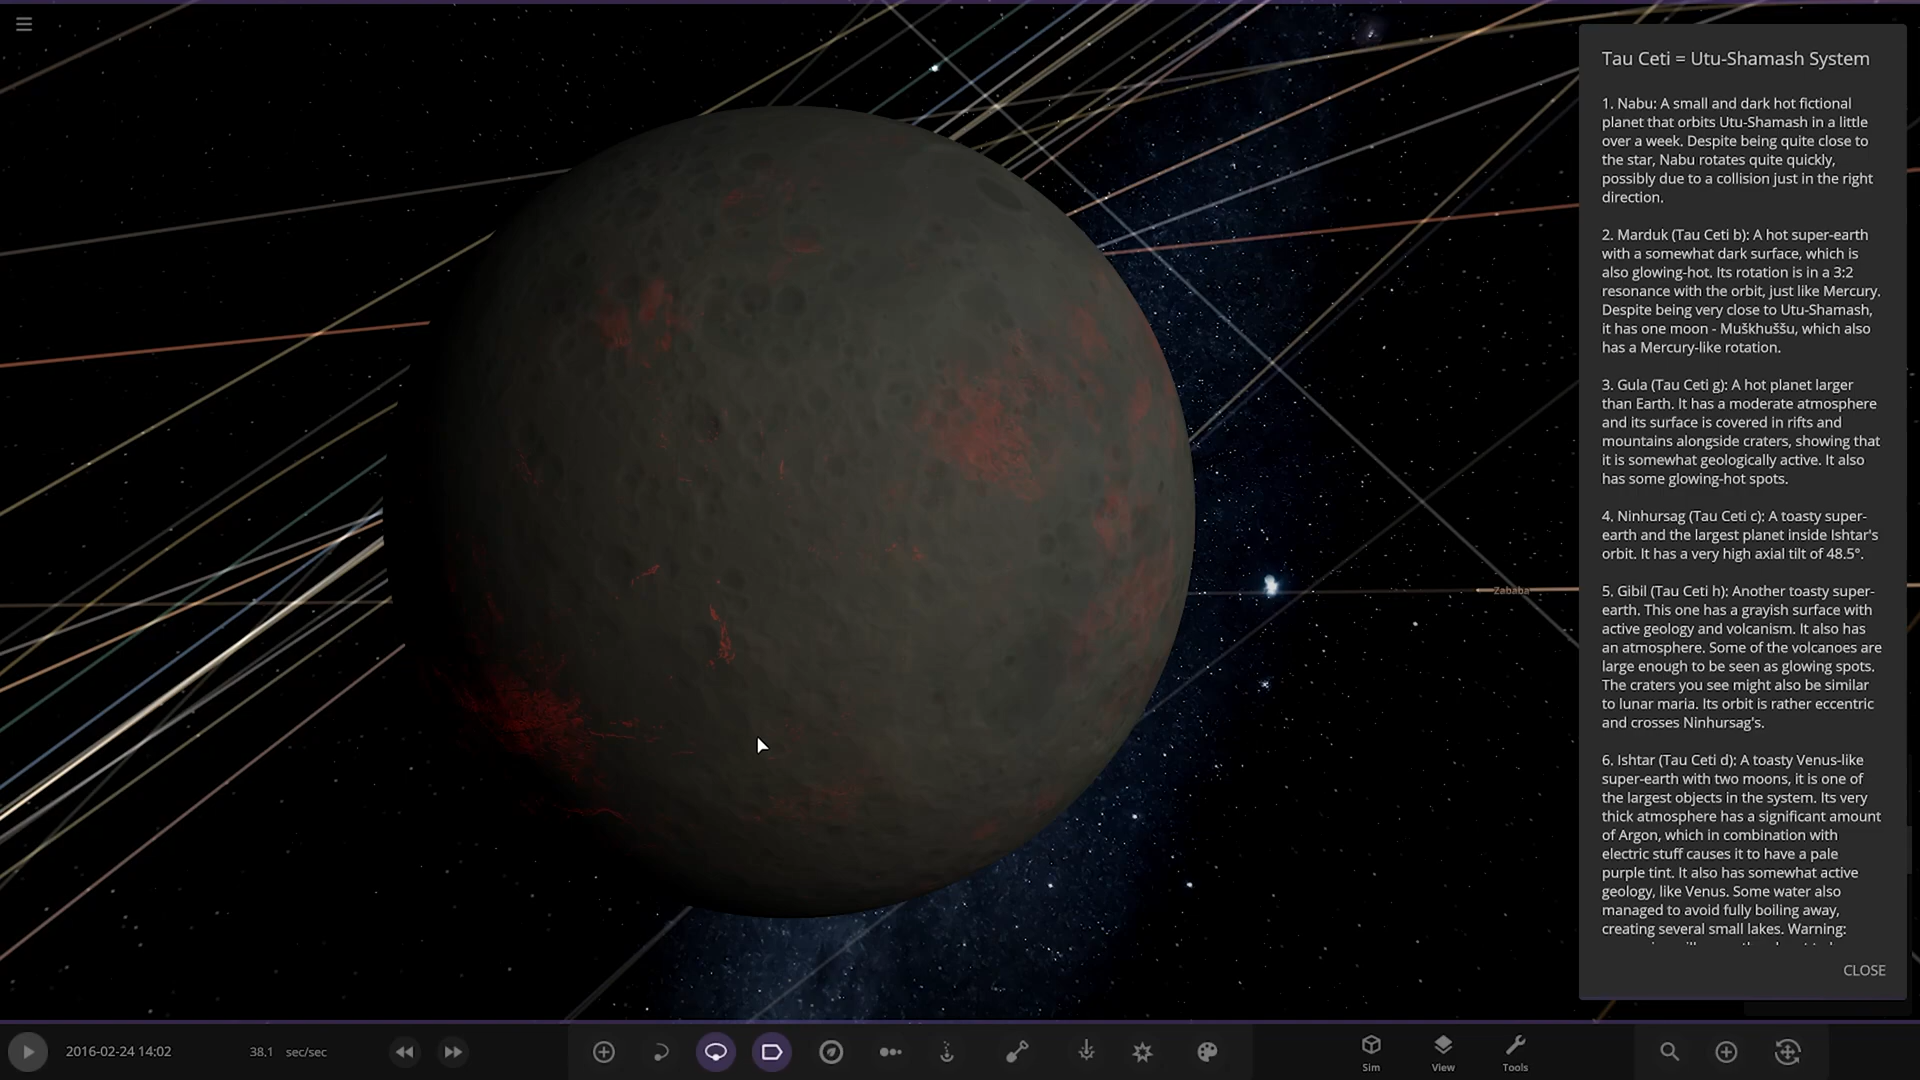 Tau Ceti = Utu-Shamash System
1. Nabu: A small and dark hot fictional
planet that orbits Utu-Shamash in a little
over a week. Despite being quite close to
the star, Nabu rotates quite quickly,
possibly due to a collision just in the right
direction.
2. Marduk (Tau Ceti b): A hot super-earth
with a somewhat dark surface, which is
also glowing-hot. Its rotation is in a 3:2
resonance with the orbit, just like Mercury.
Despite being very close to Utu-Shamash,
it has one moon - Muškhuššu, which also
has a Mercury-like rotation.
3. Gula (Tau Ceti g): A hot planet larger
than Earth. It has a moderate atmosphere
and its surface is covered in rifts and
mountains alongside craters, showing that
it is somewhat geologically active. It also
has some glowing-hot spots.
4. Ninhursag (Tau Ceti c): A toasty super-
earth and the largest planet inside Ishtar's
orbit. It has a very high axial tilt of 48.5°.
5. Gibil (Tau Ceti h): Another toasty super-
earth. This one has a grayish surface with
active geology and volcanism. It also has
an atmosphere. Some of the volcanoes are
large enough to be seen as glowing spots.
The craters you see might also be similar
to lunar maria. Its orbit is rather eccentric
and crosses Ninhursag's.
6. Ishtar (Tau Ceti d): A toasty Venus-like
super-earth with two moons, it is one of
the largest objects in the system. Its very
thick atmosphere has a significant amount
of Argon, which in combination with
electric stuff causes it to have a pale
purple tint. It also has somewhat active
geology, like Venus. Some water also
managed to avoid fully boiling away,
creating several small lakes. Warning:
CLOSE
Zababa
2016-02-24 14:02
38.1 sec/sec
Sim
View
Tools